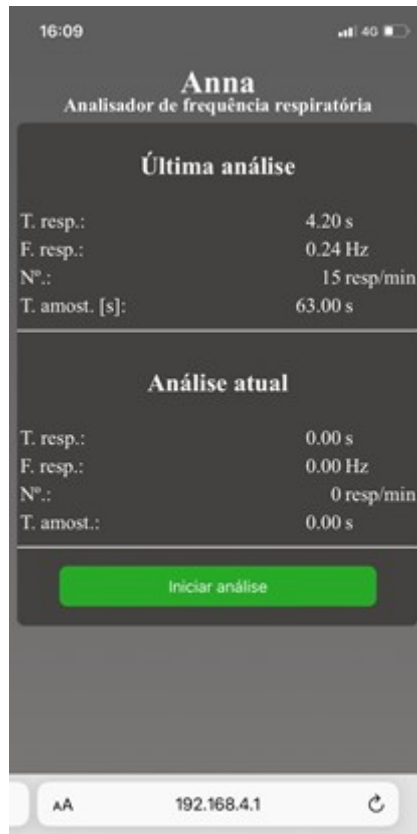 16:09
4G
Anna
Analisador de frequência respiratória
Última análise
T. resp.: 4.20 s
F. resp.: 0.24 Hz
Nº.: 15 resp/min
T. amost. [s]: 63.00 s
Análise atual
T. resp.: 0.00 s
F. resp.: 0.00 Hz
Nº.: 0 resp/min
T. amost.: 0.00 s
Iniciar análise
AA 192.168.4.1